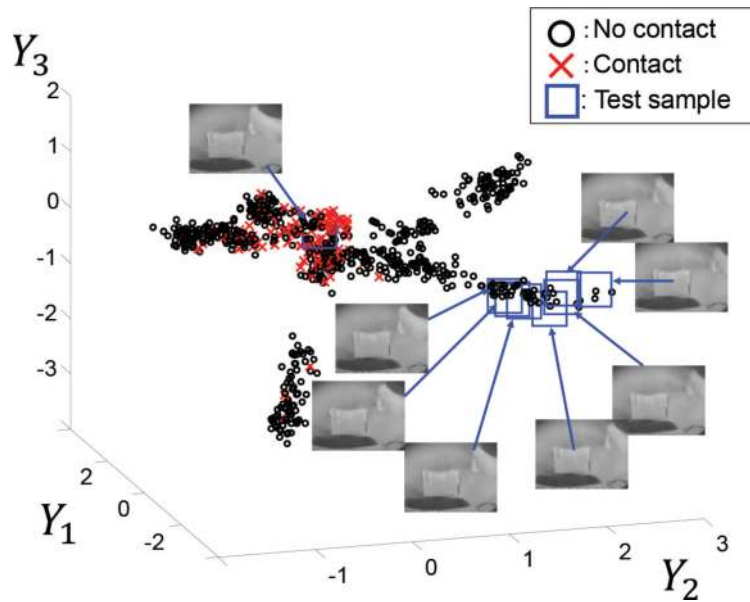 : No contact
: Contact
: Test sample
Y₃
2
1
0
-1
-2
-3
2
0
-2
Y₁
-1
0
1
2
3
Y₂